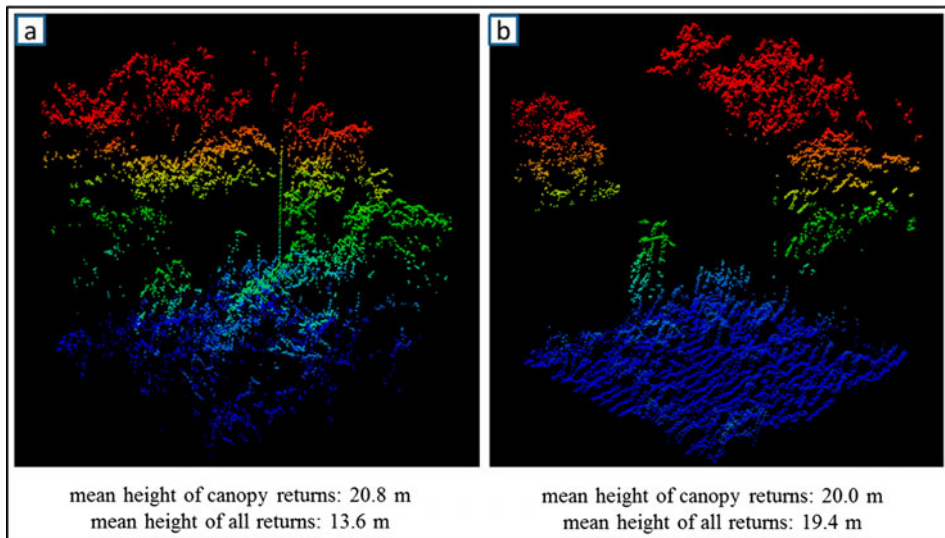 a
b
mean height of canopy returns: 20.8 m
mean height of all returns: 13.6 m
mean height of canopy returns: 20.0 m
mean height of all returns: 19.4 m